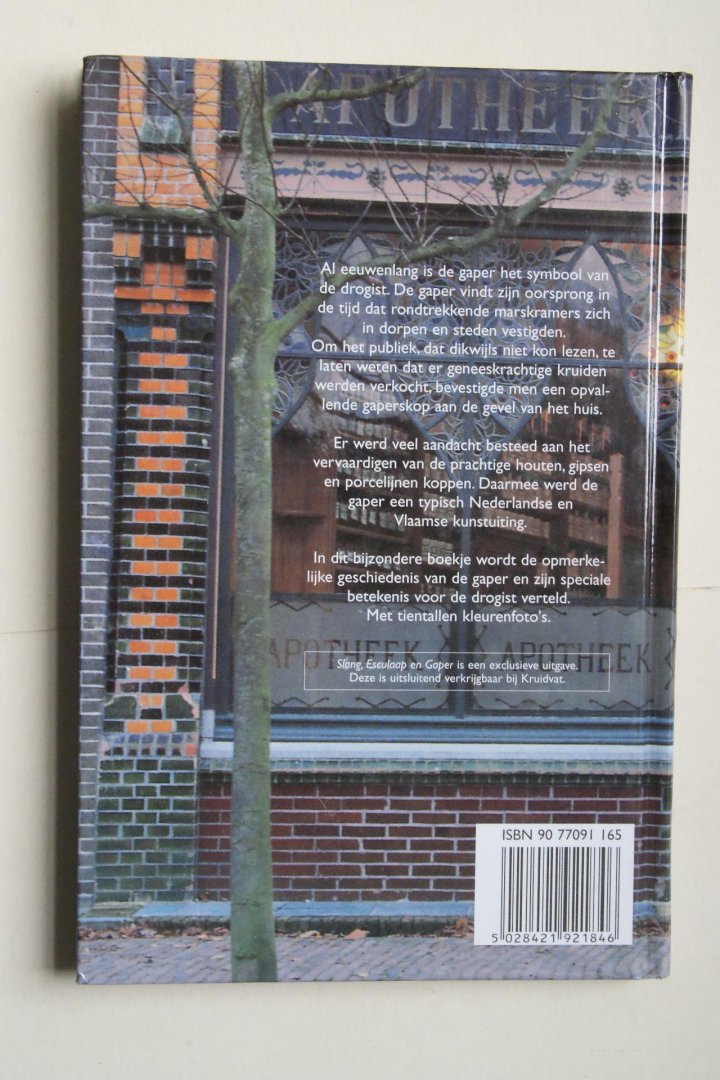 APOTHEEK
Al eeuwenlang is de gaper het symbool van
de drogist. De gaper vindt zijn oorsprong in
de tijd dat rondtrekkende marskramers zich
in dorpen en steden vestigden.
Om het publiek, dat dikwijls niet kon lezen, te
laten weten dat er geneeskrachtige kruiden
werden verkocht, bevestigde men een opval-
lende gaperskop aan de gevel van het huis.
Er werd veel aandacht besteed aan het
vervaardigen van de prachtige houten, gipsen
en porcelijnen koppen. Daarmee werd de
gaper een typisch Nederlandse en
Vlaamse kunstuiting.
In dit bijzondere boekje wordt de opmerke-
lijke geschiedenis van de gaper en zijn speciale
betekenis voor de drogist verteld.
Met tientallen kleurenfoto's.
APOTHEEK APOTHEEK
Slang, Esculaap en Gaper is een exclusieve uitgave.
Deze is uitsluitend verkrijgbaar bij Kruidvat.
ISBN 90 77091 165
5 028421 921846